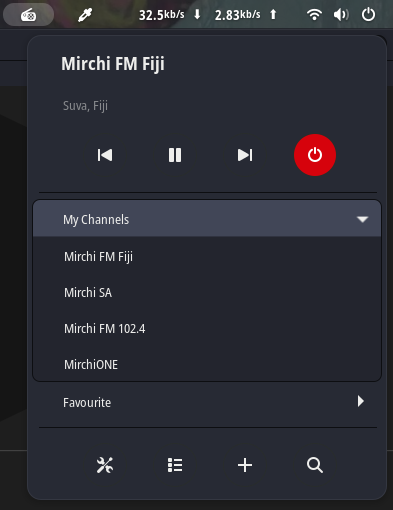 32.5kb/s ⬇ 2.83kb/s ⬆
Mirchi FM Fiji
Suva, Fiji
My Channels
Mirchi FM Fiji
Mirchi SA
Mirchi FM 102.4
MirchiONE
Favourite